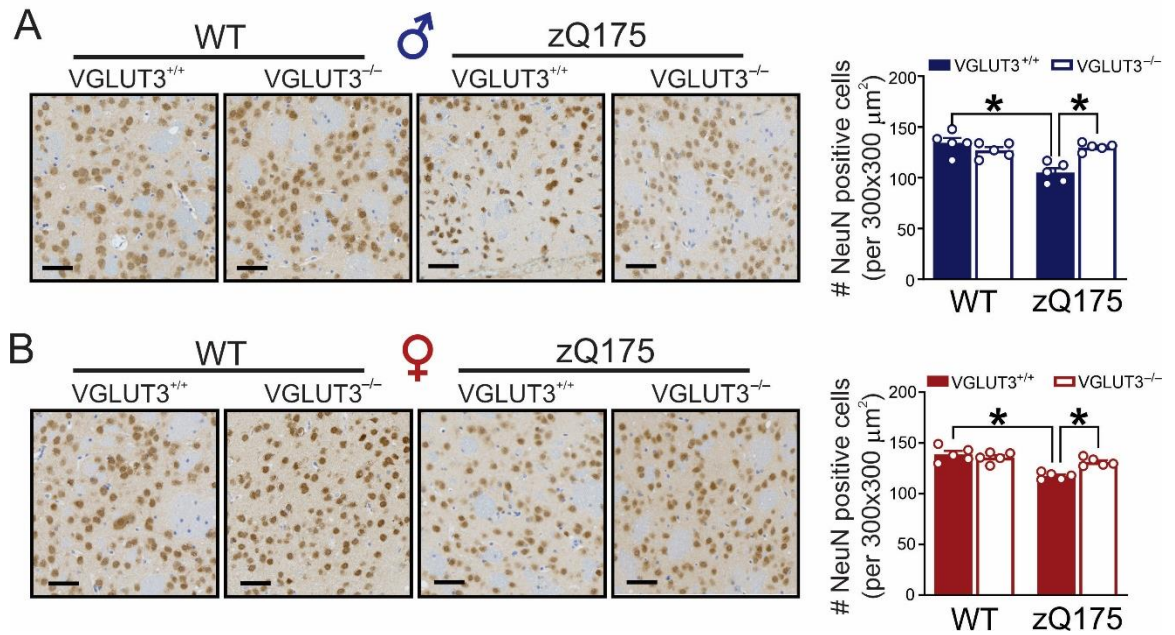 A
WT
♂
zQ175
VGLUT3+/+
VGLUT3–/–
VGLUT3+/+
VGLUT3–/–
# NeuN positive cells
(per 300x300 µm2)
VGLUT3+/+
VGLUT3–/–
200
150
100
50
0
*
*
WT
zQ175
B
WT
♀
zQ175
VGLUT3+/+
VGLUT3–/–
VGLUT3+/+
VGLUT3–/–
# NeuN positive cells
(per 300x300 µm2)
VGLUT3+/+
VGLUT3–/–
200
150
100
50
0
*
*
WT
zQ175